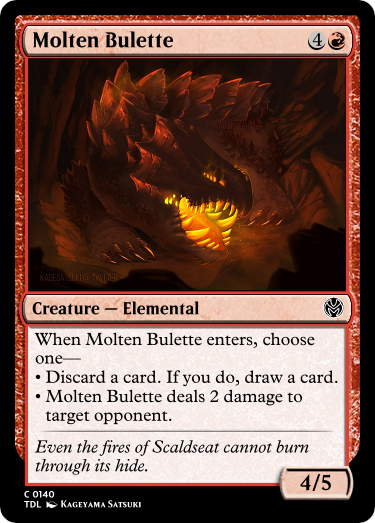 Molten Bulette 4
KAGESATSUKI@TWITTER
Creature — Elemental
When Molten Bulette enters, choose
one—
• Discard a card. If you do, draw a card.
• Molten Bulette deals 2 damage to
target opponent.
Even the fires of Scaldseat cannot burn
through its hide.
4/5
C 0140
TDL Kageyama Satsuki